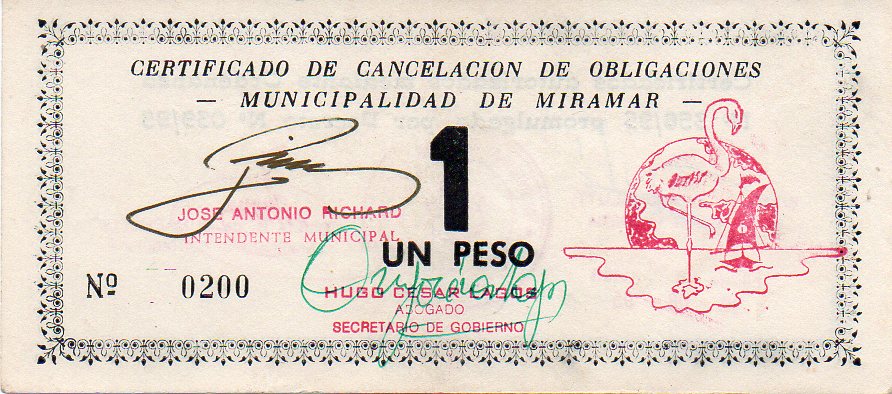 CERTIFICADO DE CANCELACION DE OBLIGACIONES
— MUNICIPALIDAD DE MIRAMAR —
1
UN PESO
JOSE ANTONIO RICHARD
INTENDENTE MUNICIPAL
Nº 0200
HUGO CESAR LAGOS
ABOGADO
SECRETARIO DE GOBIERNO